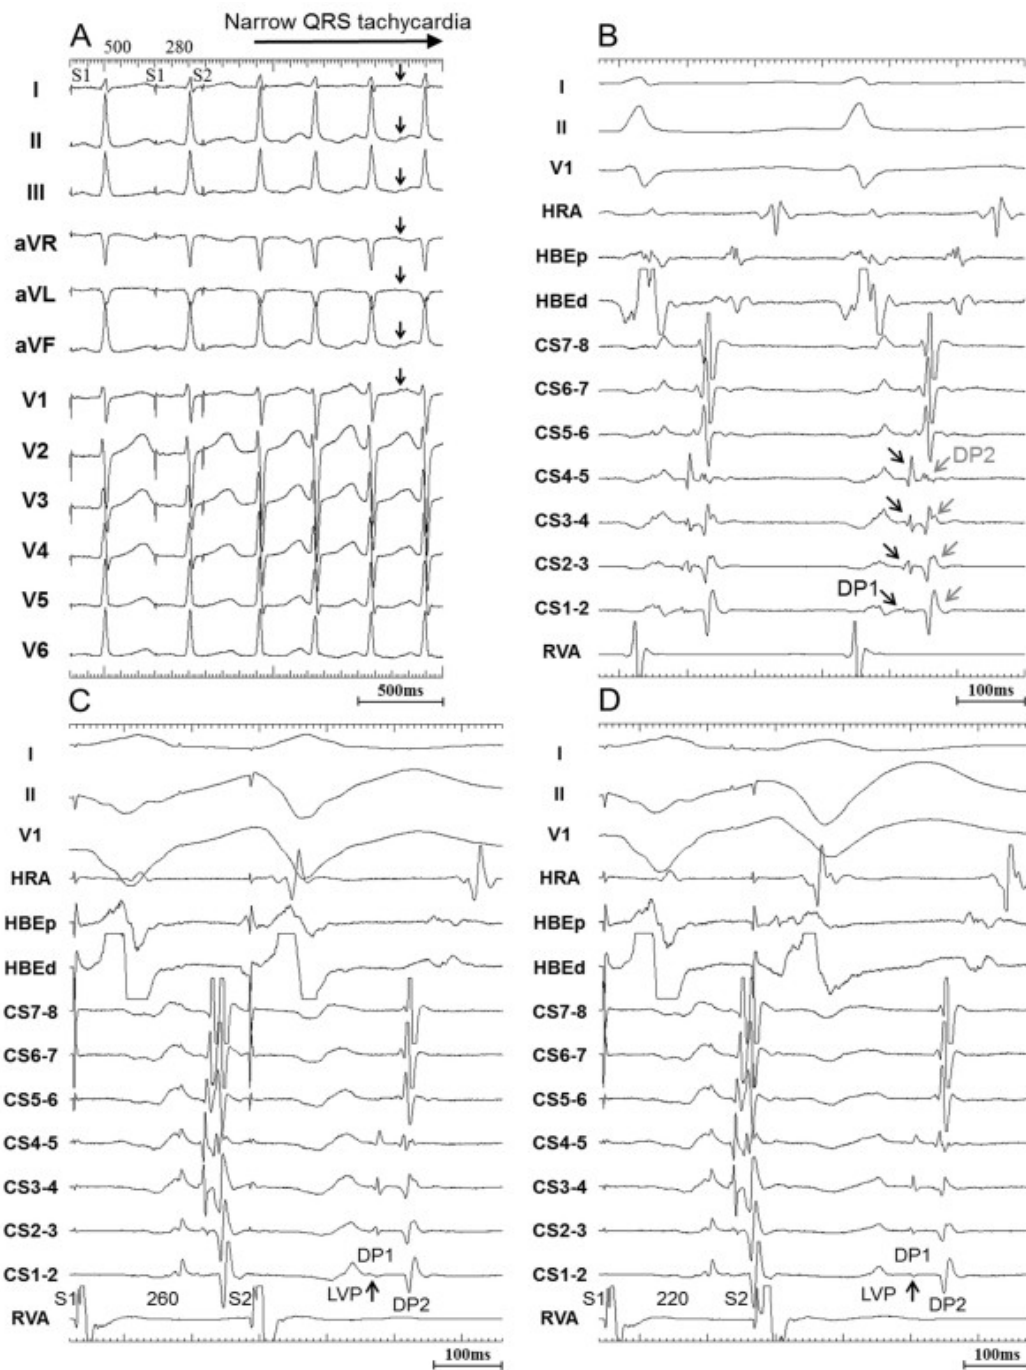 A
Narrow QRS tachycardia
500 280
S1 S1 S2
I
II
III
aVR
aVL
aVF
V1
V2
V3
V4
V5
V6
500ms
B
I
II
V1
HRA
HBEp
HBEd
CS7-8
CS6-7
CS5-6
CS4-5 DP2
CS3-4
CS2-3
DP1
CS1-2
RVA
100ms
C
I
II
V1
HRA
HBEp
HBEd
CS7-8
CS6-7
CS5-6
CS4-5
CS3-4
CS2-3
DP1
CS1-2
LVP DP2
S1 260 S2
RVA
100ms
D
I
II
V1
HRA
HBEp
HBEd
CS7-8
CS6-7
CS5-6
CS4-5
CS3-4
CS2-3
DP1
CS1-2
LVP DP2
S1 220 S2
RVA
100ms